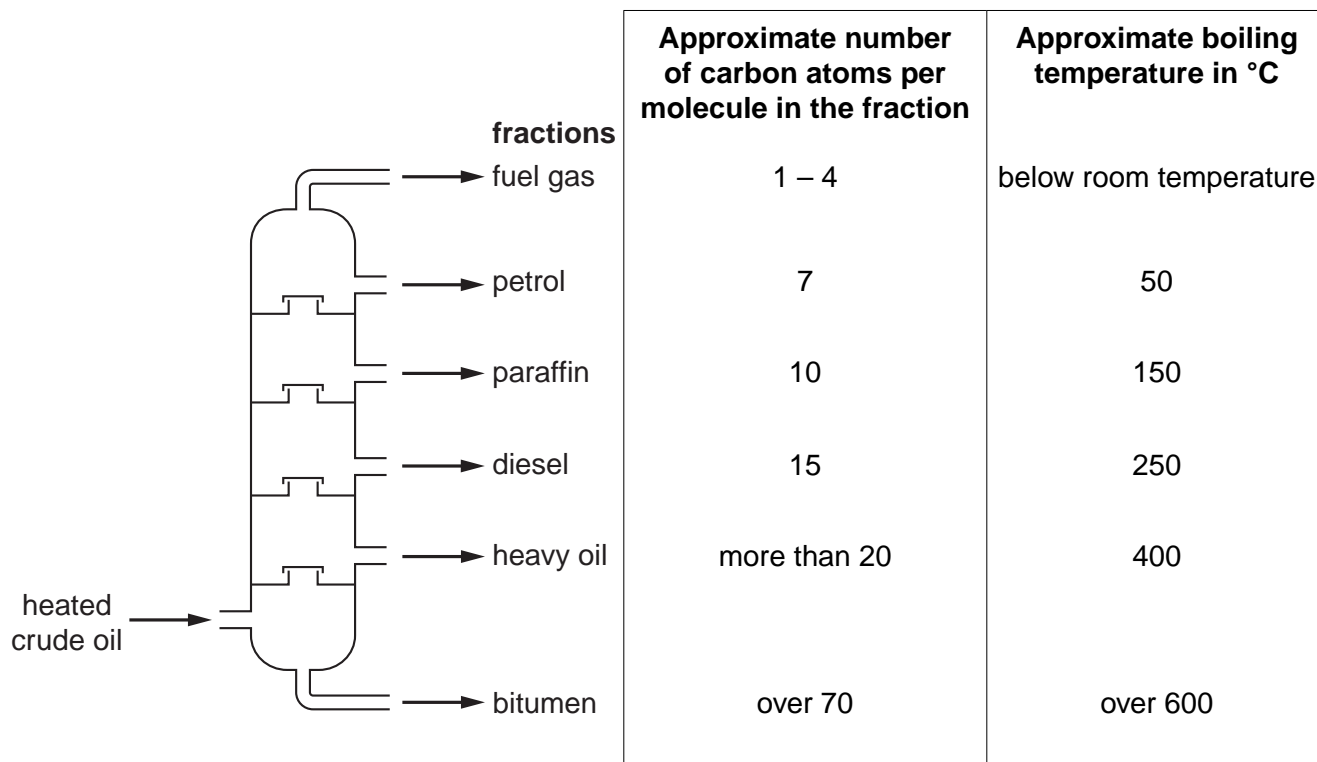 Approximate number
of carbon atoms per
molecule in the fraction
Approximate boiling
temperature in °C
fractions
fuel gas 1 – 4 below room temperature
petrol 7 50
paraffin 10 150
diesel 15 250
heavy oil more than 20 400
heated
crude oil
bitumen over 70 over 600